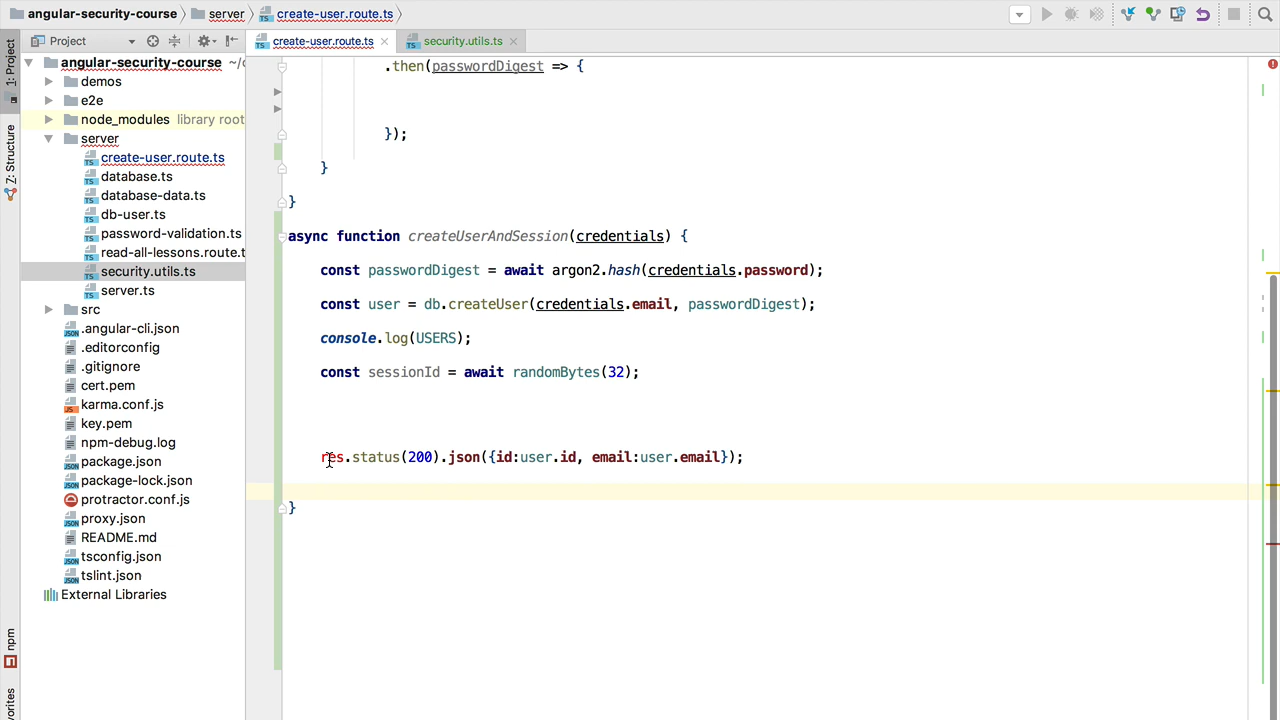 angular-security-course server create-user.route.ts
1: Project
Z: Structure
npm
Project
create-user.route.ts security.utils.ts
angular-security-course ~/c
demos
e2e
node_modules library root
server
create-user.route.ts
database.ts
database-data.ts
db-user.ts
password-validation.ts
read-all-lessons.route.t
security.utils.ts
server.ts
src
.angular-cli.json
.editorconfig
.gitignore
cert.pem
karma.conf.js
key.pem
npm-debug.log
package.json
package-lock.json
protractor.conf.js
proxy.json
README.md
tsconfig.json
tslint.json
External Libraries
.then(passwordDigest => {
});
}
}
async function createUserAndSession(credentials) {
const passwordDigest = await argon2.hash(credentials.password);
const user = db.createUser(credentials.email, passwordDigest);
console.log(USERS);
const sessionId = await randomBytes(32);
res.status(200).json({id:user.id, email:user.email});
}